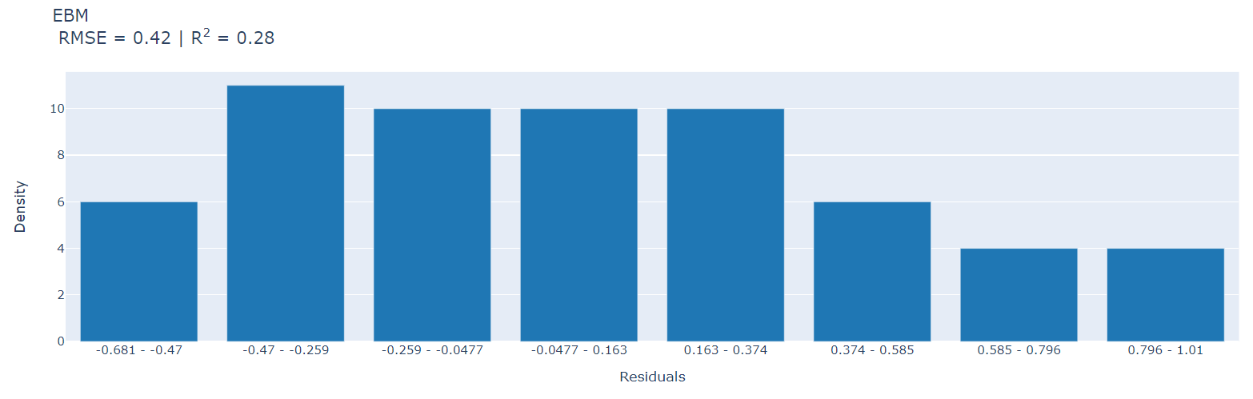 EBM
RMSE = 0.42 | R² = 0.28
10
8
6
4
2
0
Density
-0.681 - -0.47
-0.47 - -0.259
-0.259 - -0.0477
-0.0477 - 0.163
0.163 - 0.374
0.374 - 0.585
0.585 - 0.796
0.796 - 1.01
Residuals